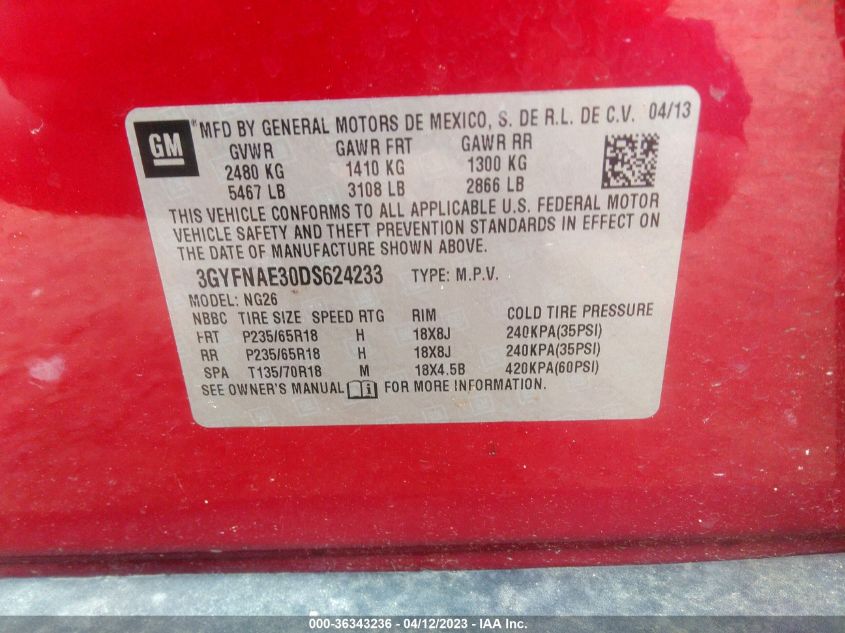 GM
MFD BY GENERAL MOTORS DE MEXICO, S. DE R.L. DE C.V. 04/13
GVWR GAWR FRT GAWR RR
2480 KG 1410 KG 1300 KG
5467 LB 3108 LB 2866 LB
THIS VEHICLE CONFORMS TO ALL APPLICABLE U.S. FEDERAL MOTOR
VEHICLE SAFETY AND THEFT PREVENTION STANDARDS IN EFFECT ON
THE DATE OF MANUFACTURE SHOWN ABOVE.
3GYFNAE30DS624233 TYPE: M.P.V.
MODEL: NG26
NBBC TIRE SIZE SPEED RTG RIM COLD TIRE PRESSURE
FRT P235/65R18 H 18X8J 240KPA(35PSI)
RR P235/65R18 H 18X8J 240KPA(35PSI)
SPA T135/70R18 M 18X4.5B 420KPA(60PSI)
SEE OWNER'S MANUAL FOR MORE INFORMATION.
000-36343236 - 04/12/2023 - IAA Inc.